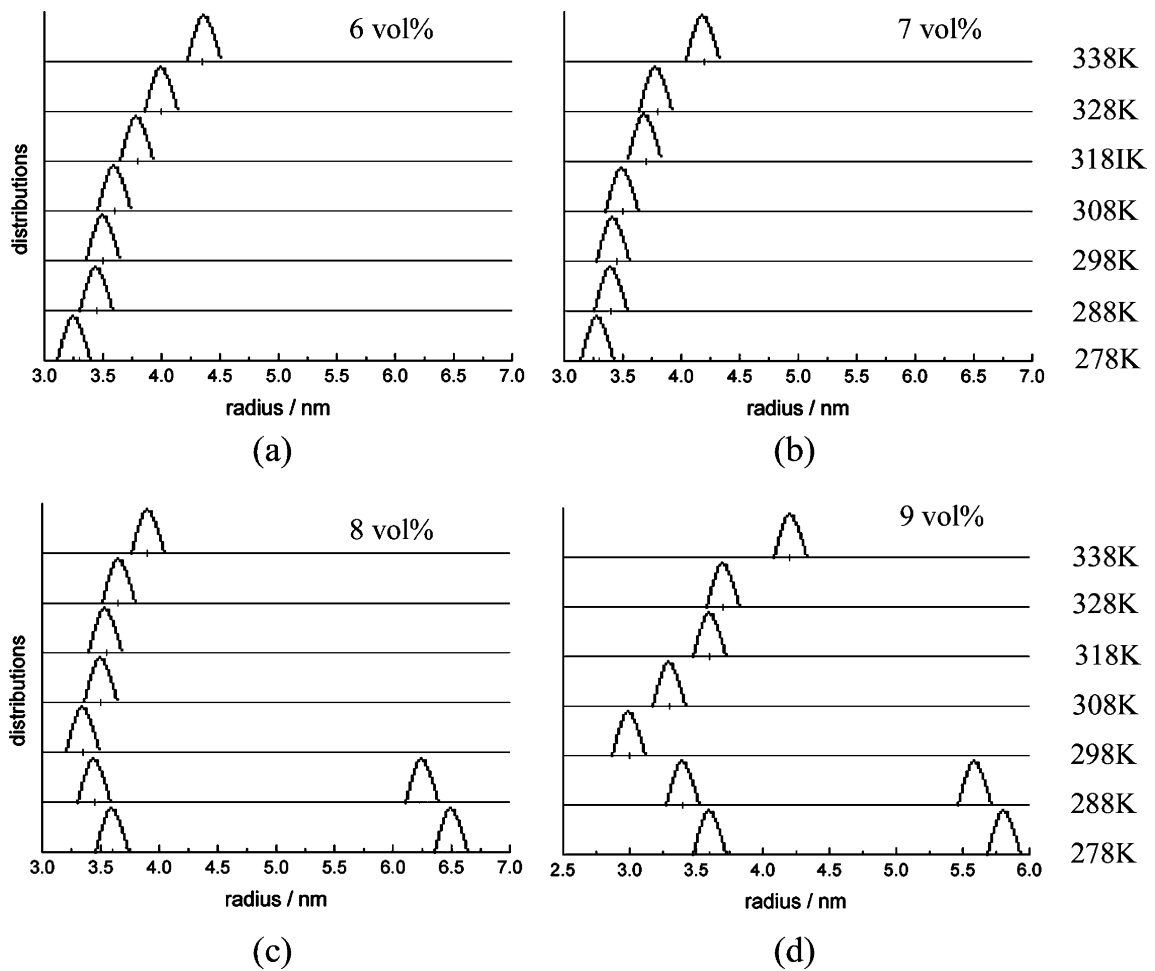 6 vol%
7 vol%
338K
328K
318IK
308K
298K
288K
278K
distributions
3.0 3.5 4.0 4.5 5.0 5.5 6.0 6.5 7.0
3.0 3.5 4.0 4.5 5.0 5.5 6.0 6.5 7.0
radius / nm
radius / nm
(a)
(b)
8 vol%
9 vol%
338K
328K
318K
308K
298K
288K
278K
distributions
3.0 3.5 4.0 4.5 5.0 5.5 6.0 6.5 7.0
2.5 3.0 3.5 4.0 4.5 5.0 5.5 6.0
radius / nm
radius / nm
(c)
(d)